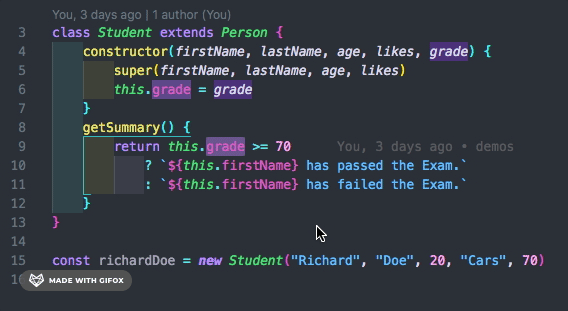 You, 3 days ago | 1 author (You)
3 class Student extends Person {
4 constructor(firstName, lastName, age, likes, grade) {
5 super(firstName, lastName, age, likes)
6 this.grade = grade
7 }
8 getSummary() {
9 return this.grade >= 70 You, 3 days ago • demos
10 ? `${this.firstName} has passed the Exam.`
11 : `${this.firstName} has failed the Exam.`
12 }
13 }
14
15 const richardDoe = new Student("Richard", "Doe", 20, "Cars", 70)
MADE WITH GIFOX